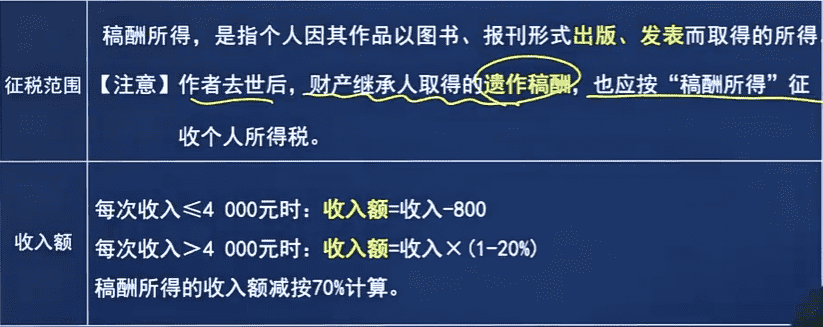 征税范围
稿酬所得，是指个人因其作品以图书、报刊形式出版、发表而取得的所得.
【注意】作者去世后，财产继承人取得的遗作稿酬，也应按“稿酬所得”征
收个人所得税。
收入额
每次收入≤4 000元时：收入额=收入-800
每次收入>4 000元时：收入额=收入×(1-20%)
稿酬所得的收入额减按70%计算。